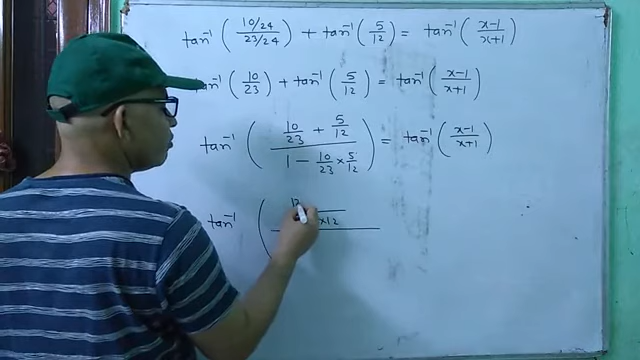 tan⁻¹ ( (10/24) / (23/24) ) + tan⁻¹ ( 5/12 ) = tan⁻¹ ( (x-1) / (x+1) )
tan⁻¹ ( 10/23 ) + tan⁻¹ ( 5/12 ) = tan⁻¹ ( (x-1) / (x+1) )
tan⁻¹ ( (10/23 + 5/12) / (1 - 10/23 × 5/12) ) = tan⁻¹ ( (x-1) / (x+1) )
tan⁻¹ ( 12 / ×12